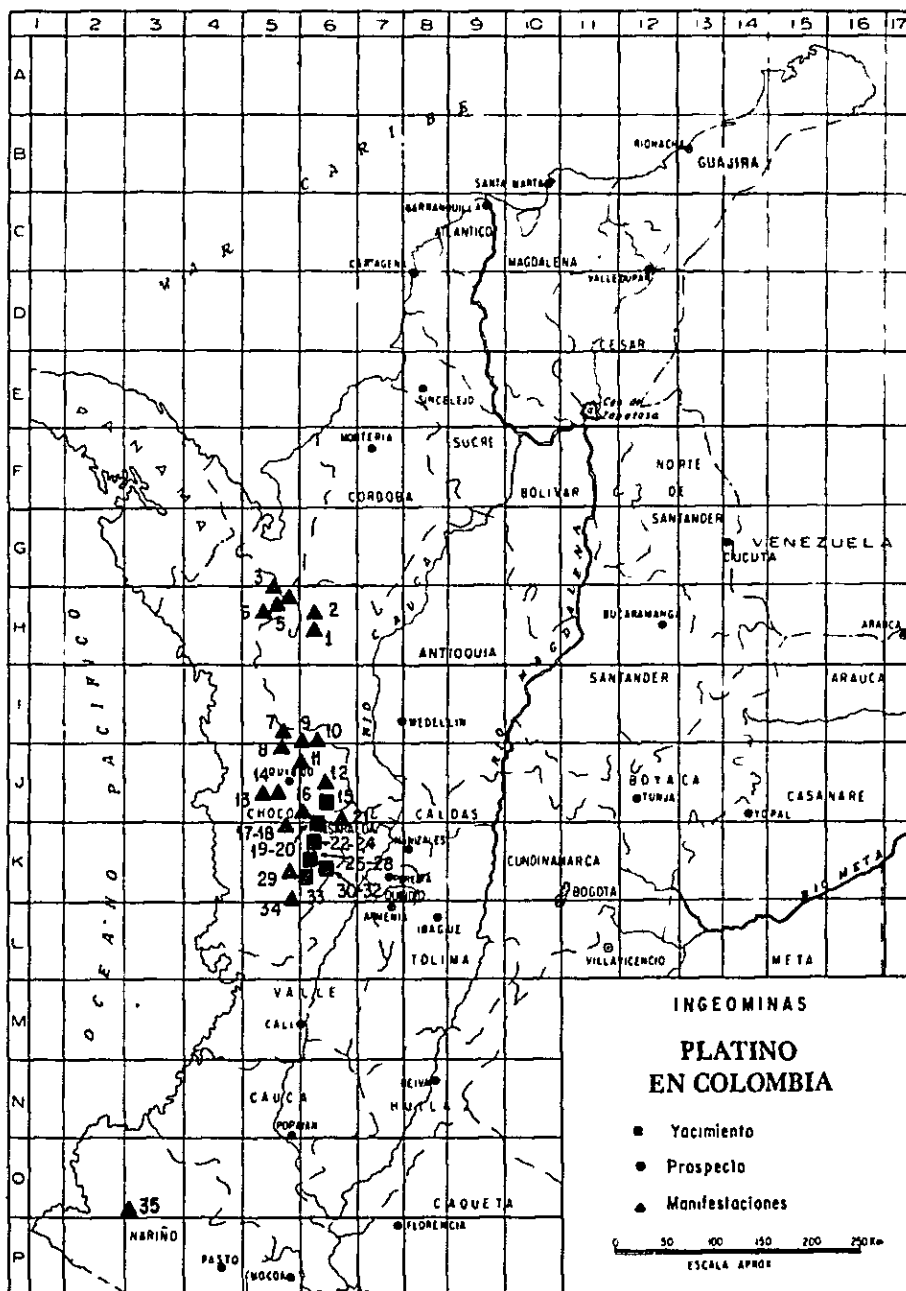 1 2 3 4 5 6 7 8 9 10 11 12 13 14 15 16 17
A
B
C
D
E
F
G
H
I
J
K
L
M
N
O
P
MAR CARIBE
RIOHACHA
GUAJIRA
SANTA MARTA
BARRANQUILLA
ATLANTICO
CARTAGENA
MAGDALENA
VALLEDUPAR
CESAR
SINCELEJO
Cga de
Zapatosa
MONTERIA
SUCRE
PANAMA
CORDOBA
BOLIVAR
NORTE
DE
SANTANDER
VENEZUELA
CUCUTA
3
6
5
2
1
RIO CAUCA
RIO MAGDALENA
BUCARAMANGA
ARAUCA
ANTIOQUIA
SANTANDER
ARAUCA
OCEANO PACIFICO
7
9
10
MEDELLIN
8
11
14
12
13
16
15
BOYACA
TUNJA
CASANARE
YOPAL
CHOCO
21
CALDAS
17-18
MANIZALES
19-20
22-24
CUNDINAMARCA
25-28
29
30-32
BOGOTA
RIO META
33
34
ARMENIA
IBAGUE
TOLIMA
VILLAVICENCIO
META
VALLE
CALI
INGEOMINAS
PLATINO
EN COLOMBIA
NEIVA
CAUCA
HUILA
POPAYAN
Yacimiento
Prospecto
Manifestaciones
35
NARIÑO
CAQUETA
FLORENCIA
PASTO
MOCOA
0 50 100 150 200 250 Km
ESCALA APROX